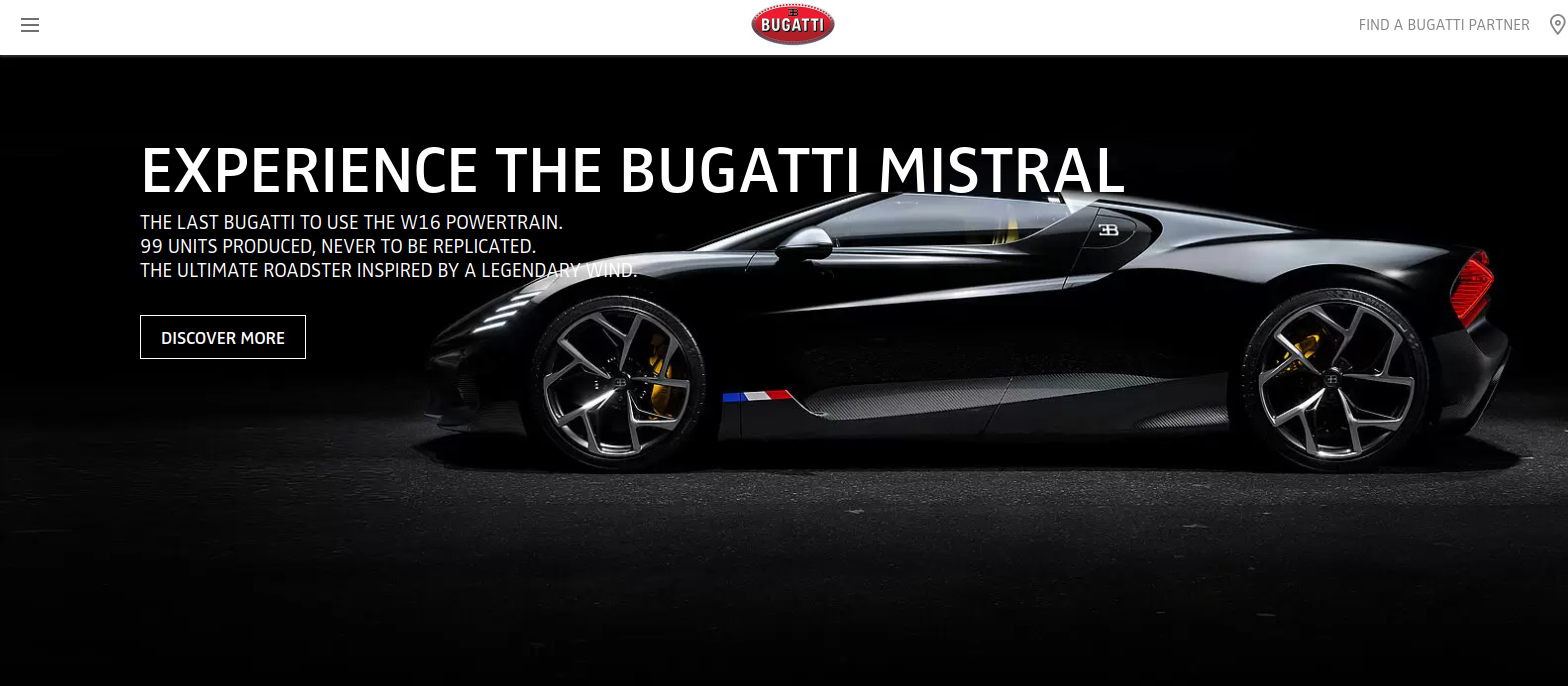 BUGATTI
FIND A BUGATTI PARTNER
EXPERIENCE THE BUGATTI MISTRAL
THE LAST BUGATTI TO USE THE W16 POWERTRAIN.
99 UNITS PRODUCED, NEVER TO BE REPLICATED.
THE ULTIMATE ROADSTER INSPIRED BY A LEGENDARY WIND.
DISCOVER MORE